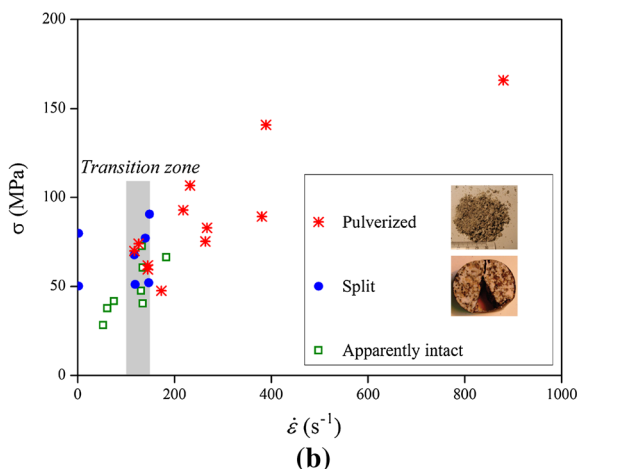 200
150
100
50
0
σ (MPa)
Transition zone
Pulverized
Split
Apparently intact
0
200
400
600
800
1000
ε̇ (s⁻¹)
(b)